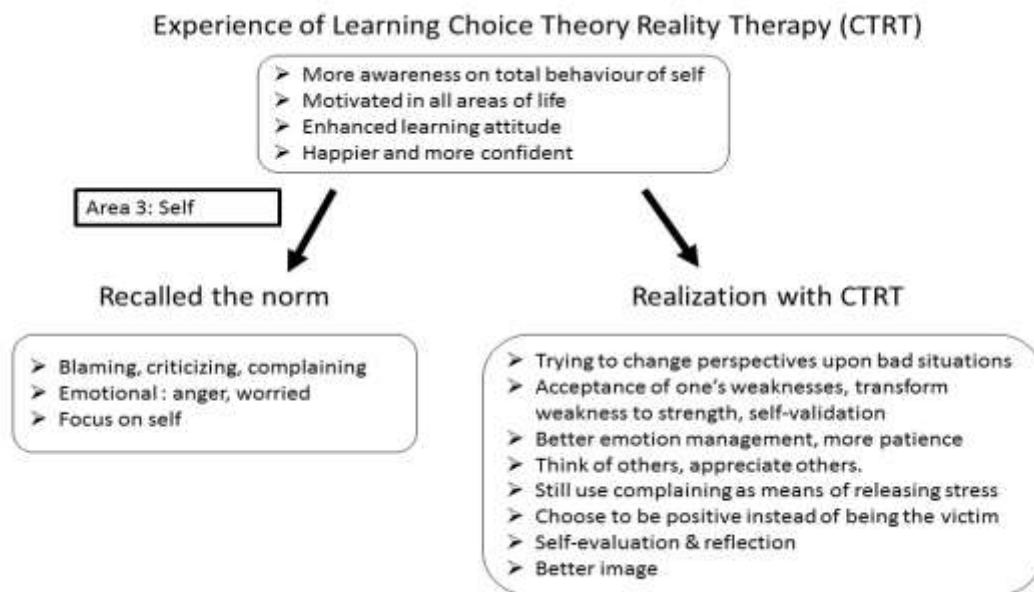 Experience of Learning Choice Theory Reality Therapy (CTRT)
➤ More awareness on total behaviour of self
➤ Motivated in all areas of life
➤ Enhanced learning attitude
➤ Happier and more confident
Area 3: Self
Recalled the norm
➤ Blaming, criticizing, complaining
➤ Emotional : anger, worried
➤ Focus on self
Realization with CTRT
➤ Trying to change perspectives upon bad situations
➤ Acceptance of one's weaknesses, transform
weakness to strength, self-validation
➤ Better emotion management, more patience
➤ Think of others, appreciate others.
➤ Still use complaining as means of releasing stress
➤ Choose to be positive instead of being the victim
➤ Self-evaluation & reflection
➤ Better image